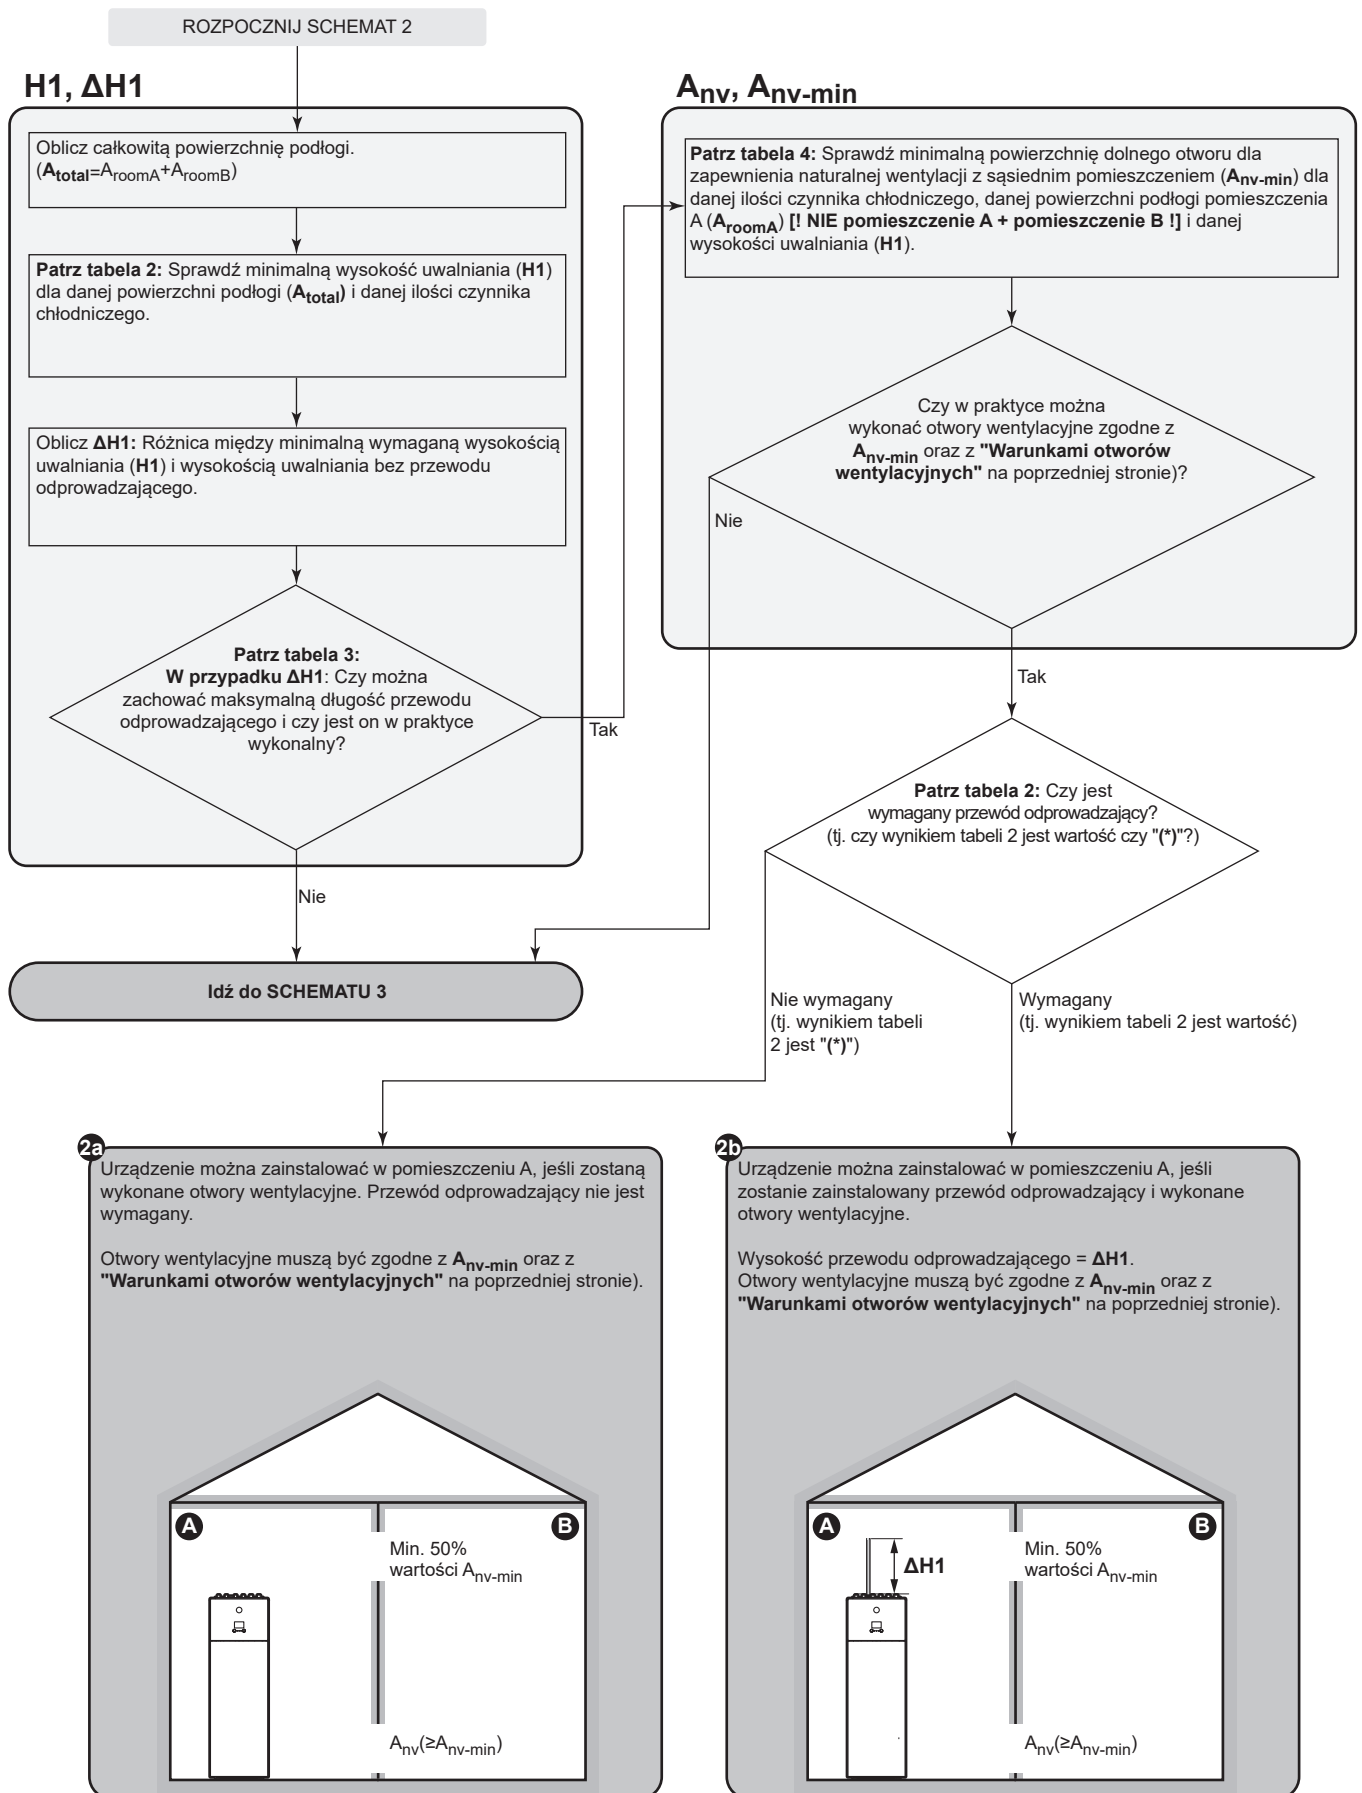 ROZPOCZNIJ SCHEMAT 2
H1, ΔH1
Oblicz całkowitą powierzchnię podłogi.
(Atotal=AroomA+AroomB)
Patrz tabela 2: Sprawdź minimalną wysokość uwalniania (H1)
dla danej powierzchni podłogi (Atotal) i danej ilości czynnika
chłodniczego.
Oblicz ΔH1: Różnica między minimalną wymaganą wysokością
uwalniania (H1) i wysokością uwalniania bez przewodu
odprowadzającego.
Patrz tabela 3:
W przypadku ΔH1: Czy można
zachować maksymalną długość przewodu
odprowadzającego i czy jest on w praktyce
wykonalny?
Tak
Nie
Idź do SCHEMATU 3
Anv, Anv-min
Patrz tabela 4: Sprawdź minimalną powierzchnię dolnego otworu dla
zapewnienia naturalnej wentylacji z sąsiednim pomieszczeniem (Anv-min) dla
danej ilości czynnika chłodniczego, danej powierzchni podłogi pomieszczenia
A (AroomA) [! NIE pomieszczenie A + pomieszczenie B !] i danej
wysokości uwalniania (H1).
Czy w praktyce można
wykonać otwory wentylacyjne zgodne z
Anv-min oraz z "Warunkami otworów
wentylacyjnych" na poprzedniej stronie)?
Nie
Tak
Patrz tabela 2: Czy jest
wymagany przewód odprowadzający?
(tj. czy wynikiem tabeli 2 jest wartość czy "(*)"?)
Nie wymagany
(tj. wynikiem tabeli
2 jest "(*)")
Wymagany
(tj. wynikiem tabeli 2 jest wartość)
2a
Urządzenie można zainstalować w pomieszczeniu A, jeśli zostaną
wykonane otwory wentylacyjne. Przewód odprowadzający nie jest
wymagany.
Otwory wentylacyjne muszą być zgodne z Anv-min oraz z
"Warunkami otworów wentylacyjnych" na poprzedniej stronie).
A
B
Min. 50%
wartości Anv-min
Anv(≥Anv-min)
2b
Urządzenie można zainstalować w pomieszczeniu A, jeśli
zostanie zainstalowany przewód odprowadzający i wykonane
otwory wentylacyjne.
Wysokość przewodu odprowadzającego = ΔH1.
Otwory wentylacyjne muszą być zgodne z Anv-min oraz z
"Warunkami otworów wentylacyjnych" na poprzedniej stronie).
A
B
ΔH1
Min. 50%
wartości Anv-min
Anv(≥Anv-min)